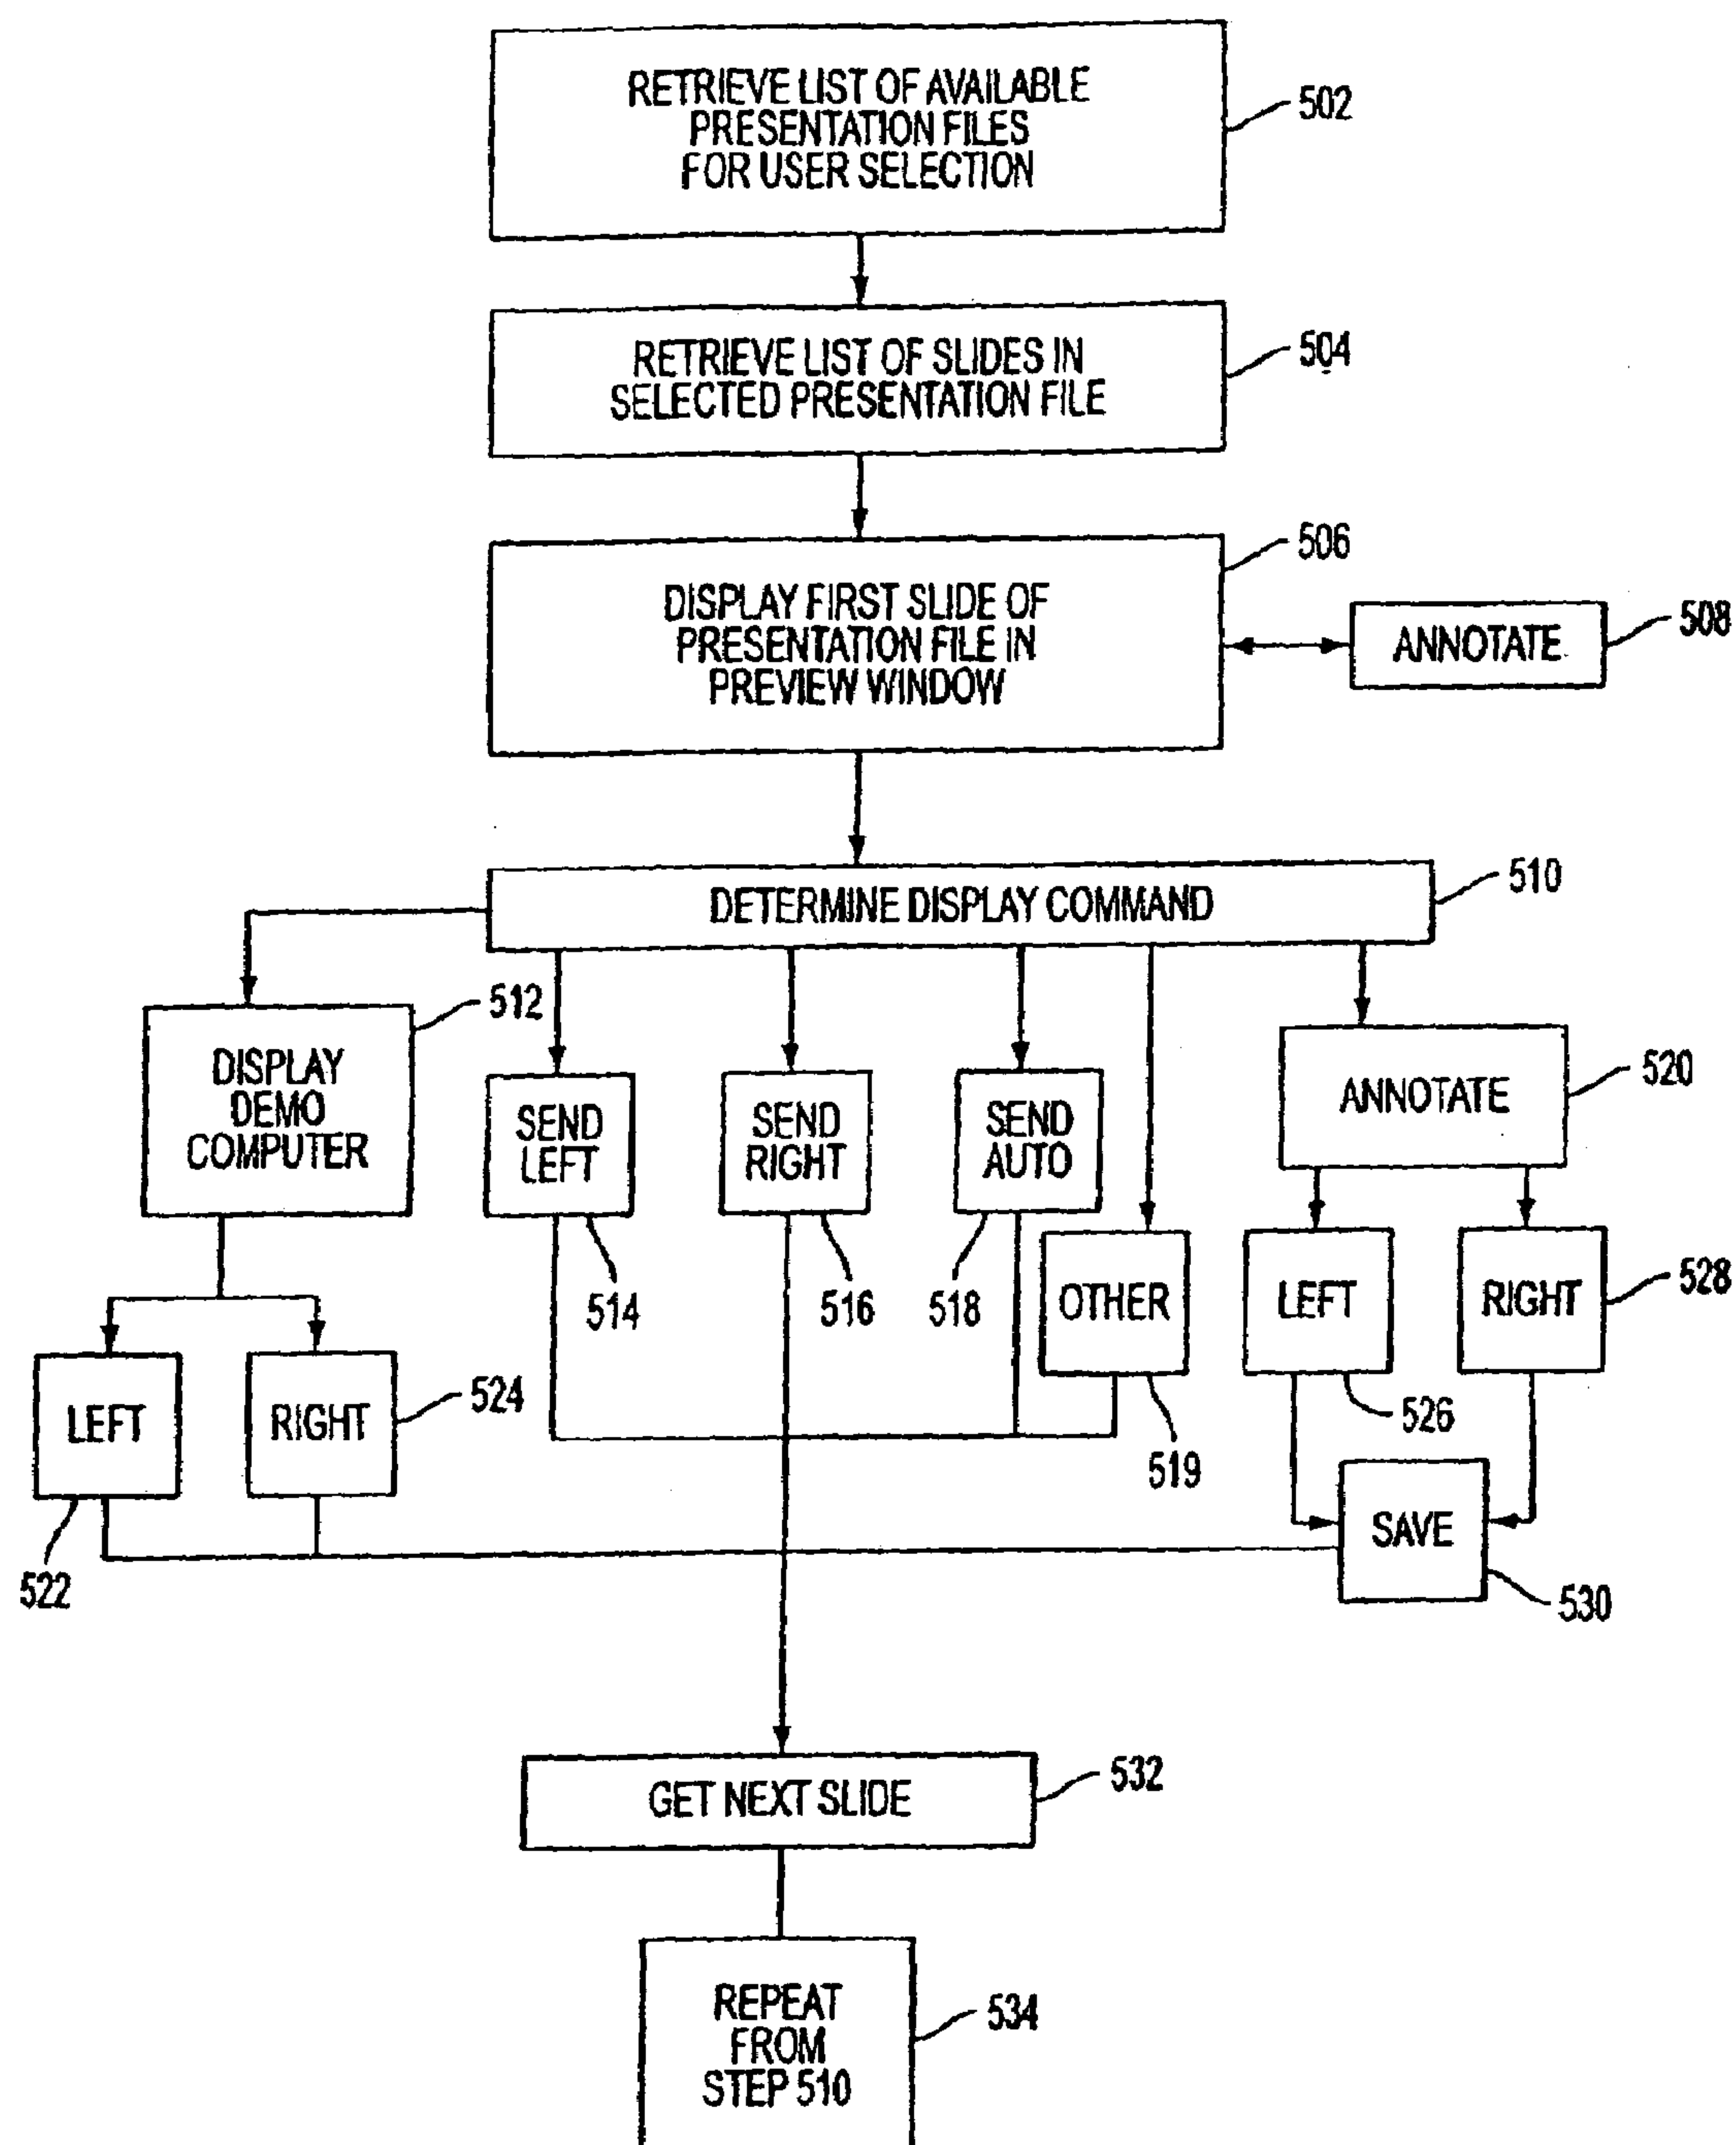 RETRIEVE LIST OF AVAILABLE
PRESENTATION FILES
FOR USER SELECTION
502
RETRIEVE LIST OF SLIDES IN
SELECTED PRESENTATION FILE
504
506
DISPLAY FIRST SLIDE OF
PRESENTATION FILE IN
PREVIEW WINDOW
508
ANNOTATE
510
DETERMINE DISPLAY COMMAND
512
DISPLAY
DEMO
COMPUTER
SEND
LEFT
514
SEND
RIGHT
516
SEND
AUTO
518
OTHER
519
520
ANNOTATE
LEFT
526
RIGHT
528
LEFT
522
RIGHT
524
SAVE
530
GET NEXT SLIDE
532
REPEAT
FROM
STEP 510
534